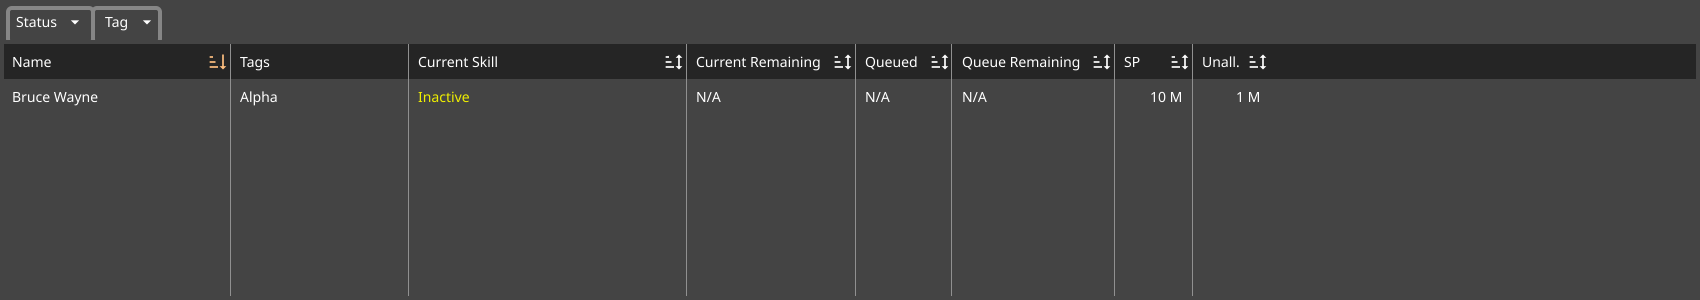 Status Tag
Name Tags Current Skill Current Remaining Queued Queue Remaining SP Unall.
Bruce Wayne Alpha Inactive N/A N/A N/A 10 M 1 M